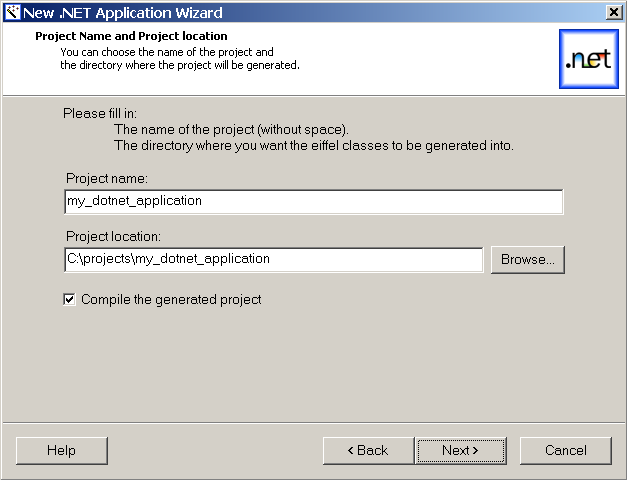 New .NET Application Wizard
Project Name and Project location
You can choose the name of the project and
the directory where the project will be generated.
.net
Please fill in:
The name of the project (without space).
The directory where you want the eiffel classes to be generated into.
Project name:
my_dotnet_application
Project location:
C:\projects\my_dotnet_application
Browse...
Compile the generated project
Help
< Back
Next >
Cancel